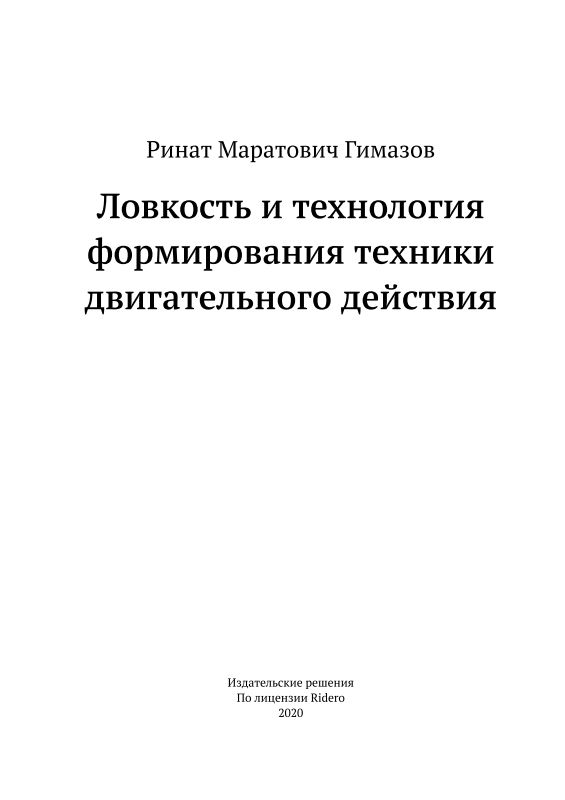 Ринат Маратович Гимазов
Ловкость и технология
формирования техники
двигательного действия
Издательские решения
По лицензии Ridero
2020